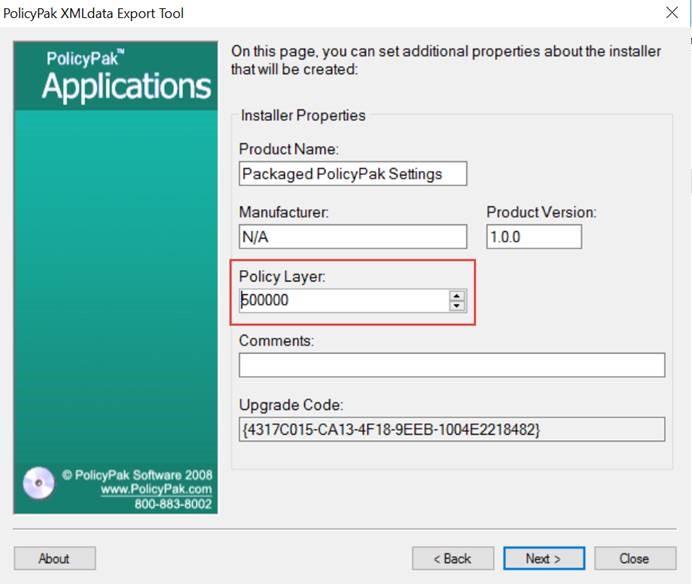 PolicyPak XMLdata Export Tool
PolicyPak™
Applications
On this page, you can set additional properties about the installer
that will be created:
Installer Properties
Product Name:
Packaged PolicyPak Settings
Manufacturer:
Product Version:
N/A
1.0.0
Policy Layer:
500000
Comments:
Upgrade Code:
{4317C015-CA13-4F18-9EEB-1004E2218482}
© PolicyPak Software 2008
www.PolicyPak.com
800-883-8002
About
< Back
Next >
Close